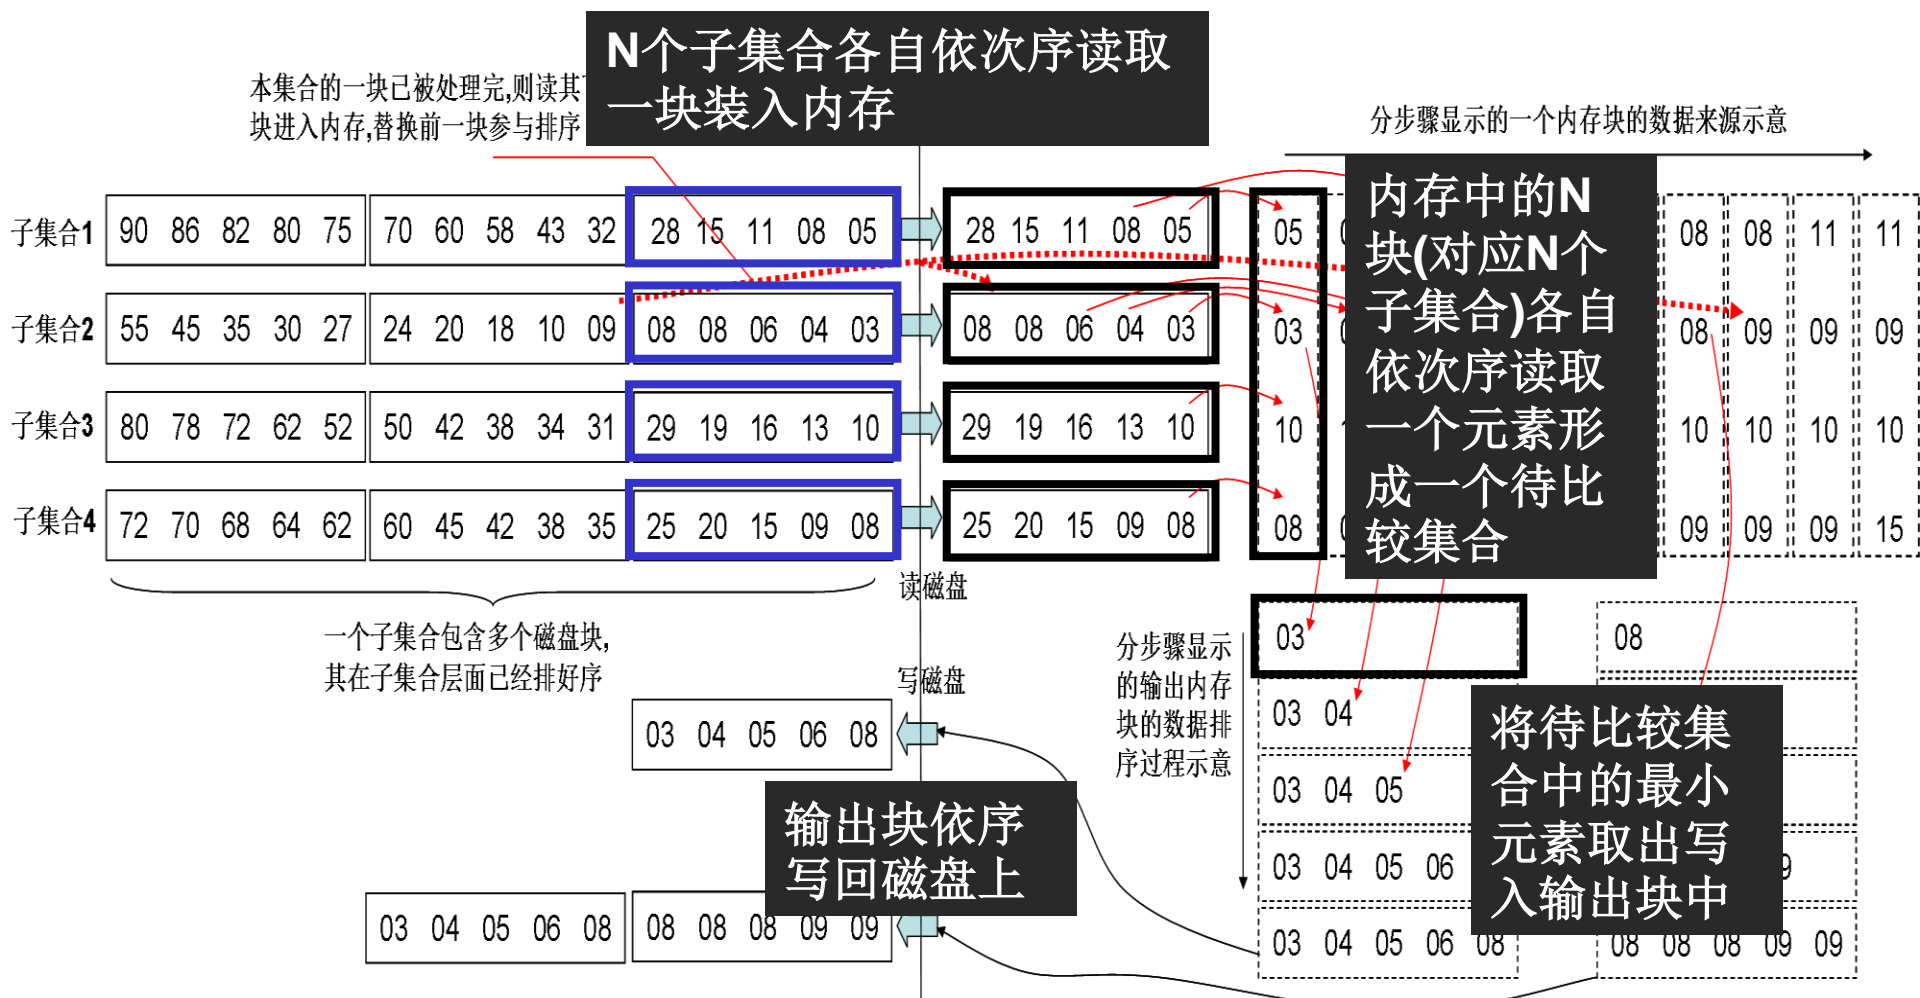 N个子集合各自依次序读取
一块装入内存
本集合的一块已被处理完,则读其
块进入内存,替换前一块参与排序
分步骤显示的一个内存块的数据来源示意
内存中的N
块(对应N个
子集合)各自
依次序读取
一个元素形
成一个待比
较集合
子集合1 90 86 82 80 75 70 60 58 43 32 28 15 11 08 05 28 15 11 08 05 05 08 08 11 11
子集合2 55 45 35 30 27 24 20 18 10 09 08 08 06 04 03 08 08 06 04 03 03 08 09 09 09
子集合3 80 78 72 62 52 50 42 38 34 31 29 19 16 13 10 29 19 16 13 10 10 10 10 10 10
子集合4 72 70 68 64 62 60 45 42 38 35 25 20 15 09 08 25 20 15 09 08 08 09 09 09 15
读磁盘
一个子集合包含多个磁盘块,
其在子集合层面已经排好序
写磁盘
分步骤显示
的输出内存
块的数据排
序过程示意
03 04 05 06 08
03
03 04
03 04 05
03 04 05 06
03 04 05 06 08
08
08 08 08 09 09
将待比较集
合中的最小
元素取出写
入输出块中
输出块依序
写回磁盘上
03 04 05 06 08 08 08 08 09 09